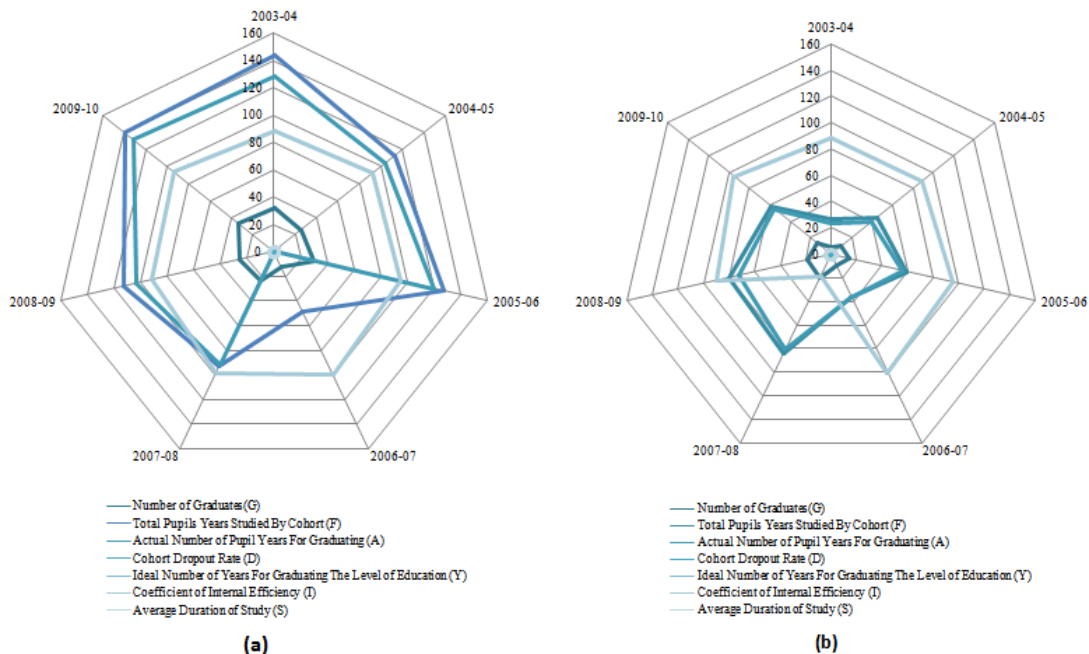 2003-04
160
140
120
100
80
60
40
20
0
2004-05
2005-06
2006-07
2007-08
2008-09
2009-10
Number of Graduates(G)
Total Pupils Years Studied By Cohort (F)
Actual Number of Pupil Years For Graduating (A)
Cohort Dropout Rate (D)
Ideal Number of Years For Graduating The Level of Education (Y)
Coefficient of Internal Efficiency (I)
Average Duration of Study (S)
(a)
2003-04
160
140
120
100
80
60
40
20
0
2004-05
2005-06
2006-07
2007-08
2008-09
2009-10
Number of Graduates(G)
Total Pupils Years Studied By Cohort (F)
Actual Number of Pupil Years For Graduating (A)
Cohort Dropout Rate (D)
Ideal Number of Years For Graduating The Level of Education (Y)
Coefficient of Internal Efficiency (I)
Average Duration of Study (S)
(b)